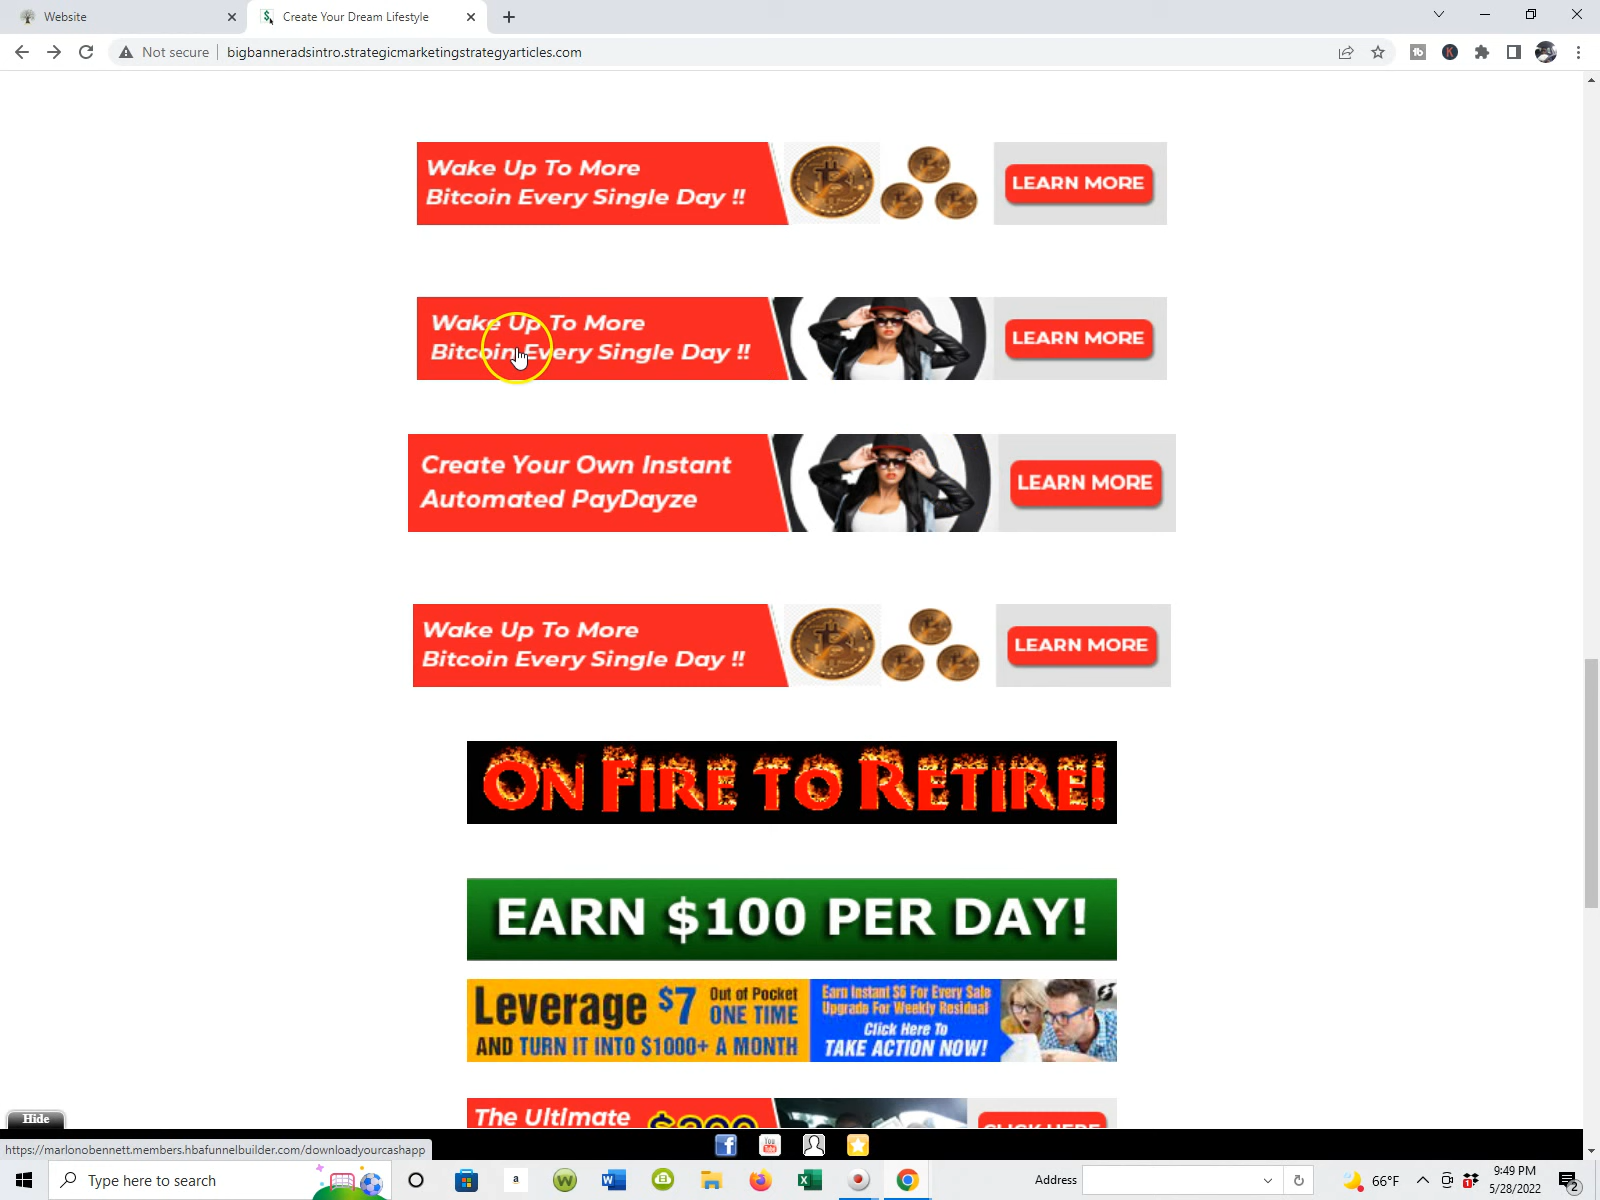 Website
Create Your Dream Lifestyle
Not secure
bigbanneradsintro.strategicmarketingstrategyarticles.com
Wake Up To More
Bitcoin Every Single Day !!
LEARN MORE
Wake Up To More
Bitcoin Every Single Day !!
LEARN MORE
Create Your Own Instant
Automated PayDayze
LEARN MORE
Wake Up To More
Bitcoin Every Single Day !!
LEARN MORE
On Fire to Retire!
EARN $100 PER DAY!
Leverage $7 Out of Pocket
ONE TIME
AND TURN IT INTO $1000+ A MONTH
Earn Instant $6 For Every Sale
Upgrade For Weekly Residual
Click Here To
TAKE ACTION NOW!
The Ultimate
$200
CLICK HERE
Hide
https://marlonobennett.members.hbafunnelbuilder.com/downloadyourcashapp
Type here to search
Address
66°F
9:49 PM
5/28/2022